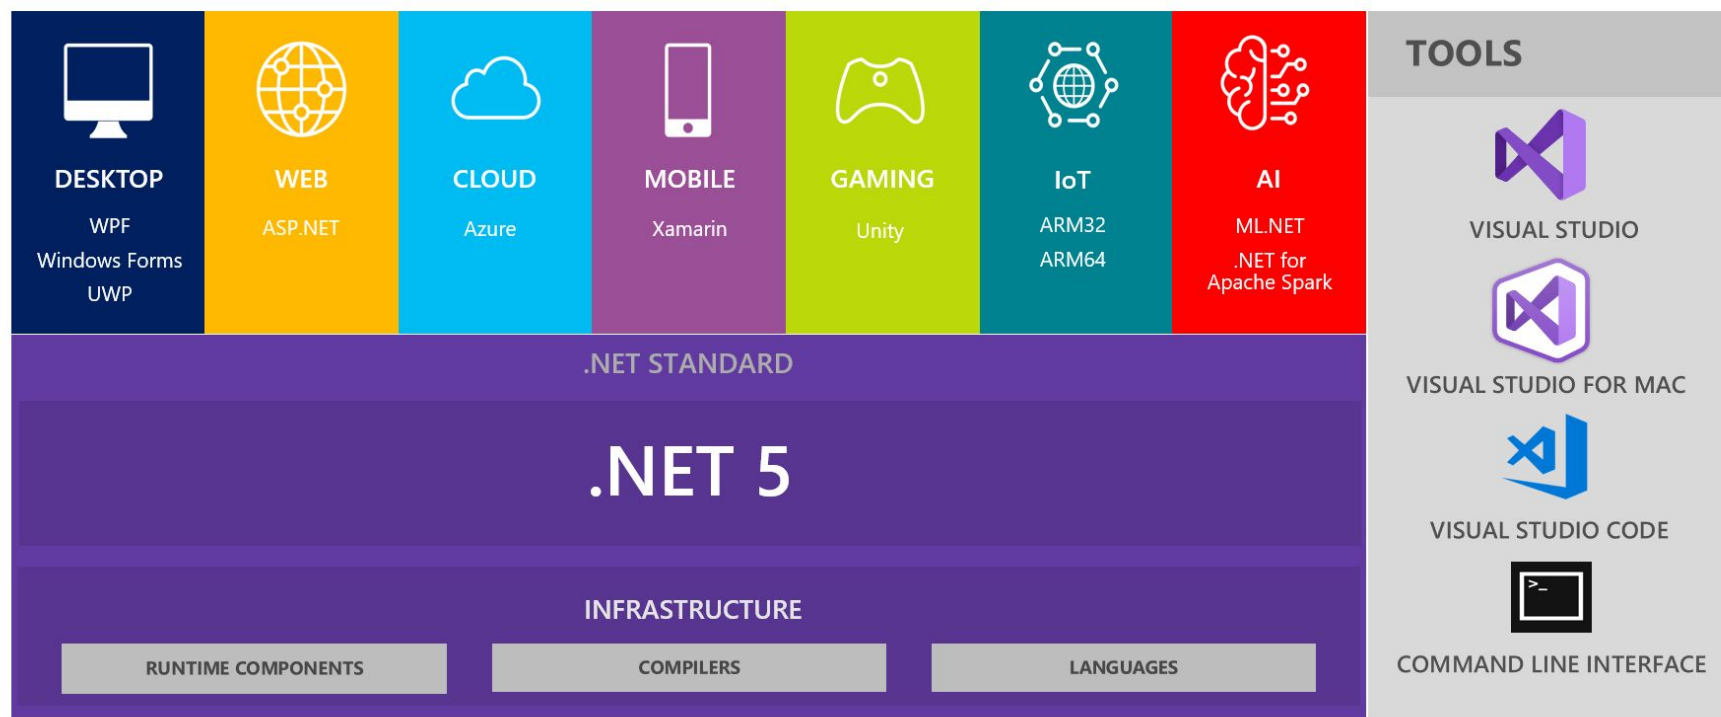 DESKTOP
WPF
Windows Forms
UWP
WEB
ASP.NET
CLOUD
Azure
MOBILE
Xamarin
GAMING
Unity
IoT
ARM32
ARM64
AI
ML.NET
.NET for
Apache Spark
.NET STANDARD
.NET 5
INFRASTRUCTURE
RUNTIME COMPONENTS
COMPILERS
LANGUAGES
TOOLS
VISUAL STUDIO
VISUAL STUDIO FOR MAC
VISUAL STUDIO CODE
>_
COMMAND LINE INTERFACE